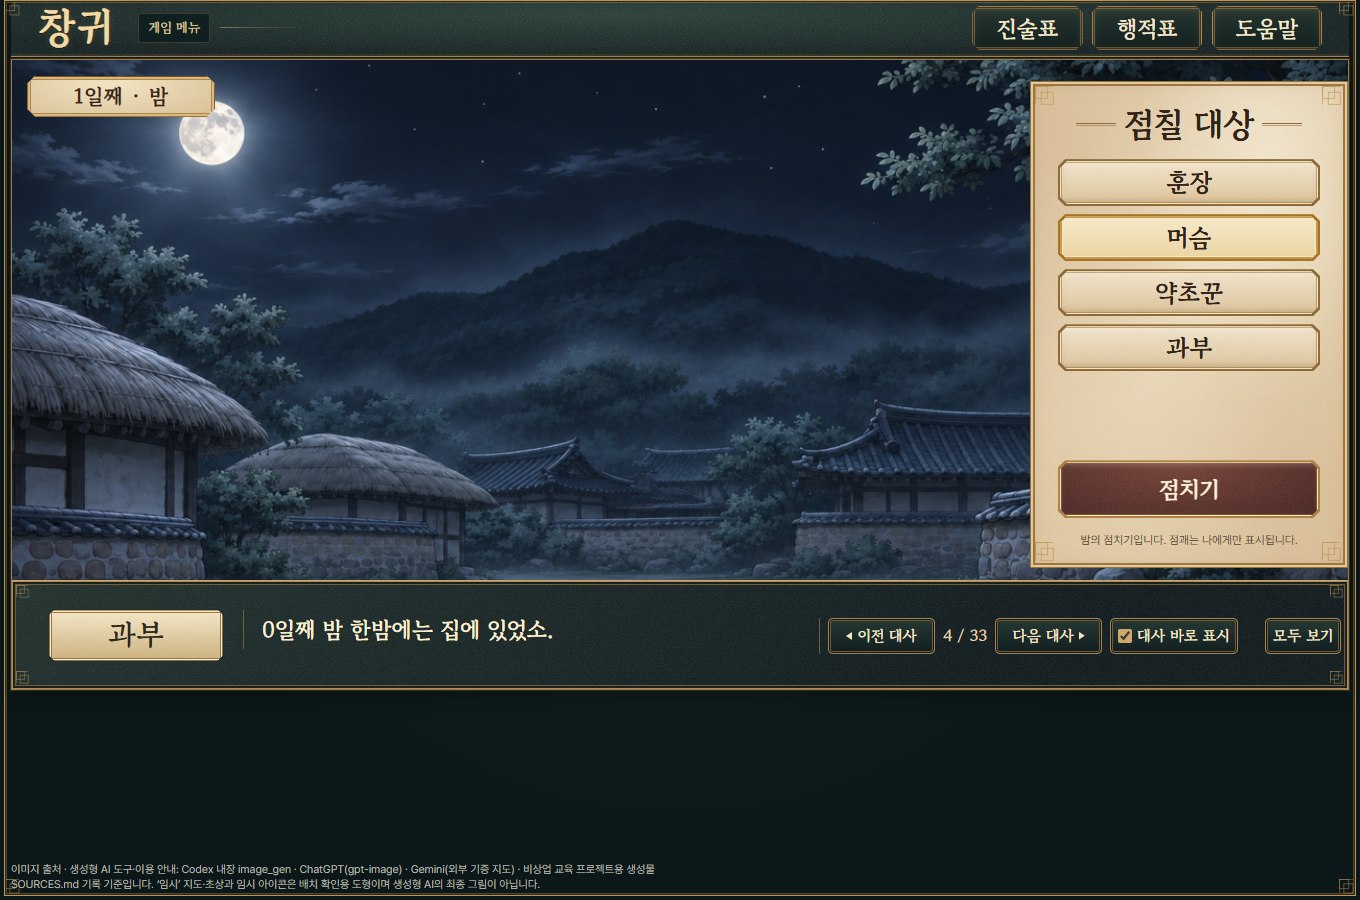 창귀
게임 메뉴
진술표
행적표
도움말
1일째 · 밤
점칠 대상
훈장
머슴
약초꾼
과부
점치기
밤의 점치기입니다. 점괘는 나에게만 표시됩니다.
과부
0일째 밤 한밤에는 집에 있었소.
이전 대사
4 / 33
다음 대사
대사 바로 표시
모두 보기
이미지 출처 · 생성형 AI 도구·이용 안내: Codex 내장 image_gen · ChatGPT(gpt-image) · Gemini(외부 기증 지도) · 비상업 교육 프로젝트용 생성물
SOURCES.md 기록 기준입니다. ‘임시’ 지도·초상과 임시 아이콘은 배치 확인용 도형이며 생성형 AI의 최종 그림이 아닙니다.